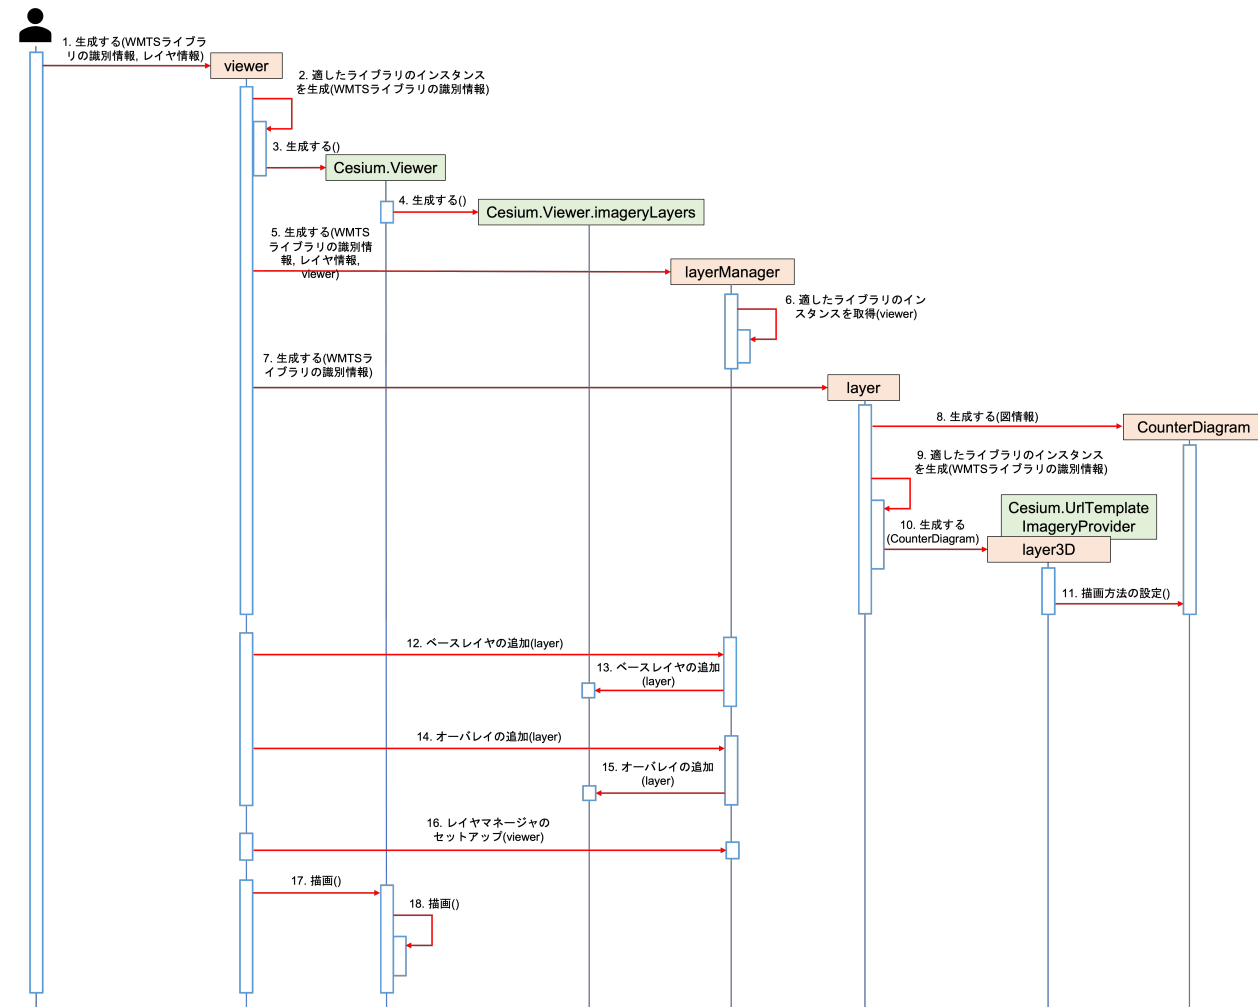 1. 生成する(WMTSライブラ
リの識別情報, レイヤ情報)
viewer
2. 適したライブラリのインスタンス
を生成(WMTSライブラリの識別情報)
3. 生成する()
Cesium.Viewer
4. 生成する()
Cesium.Viewer.imageryLayers
5. 生成する(WMTS
ライブラリの識別情
報, レイヤ情報,
viewer)
layerManager
6. 適したライブラリのイン
スタンスを取得(viewer)
7. 生成する(WMTSラ
イブラリの識別情報)
layer
8. 生成する(図情報)
CounterDiagram
9. 適したライブラリのインスタンス
を生成(WMTSライブラリの識別情報)
Cesium.UrlTemplate
ImageryProvider
10. 生成する
(CounterDiagram)
layer3D
11. 描画方法の設定()
12. ベースレイヤの追加(layer)
13. ベースレイヤの追加
(layer)
14. オーバレイの追加(layer)
15. オーバレイの追加
(layer)
16. レイヤマネージャの
セットアップ(viewer)
17. 描画()
18. 描画()